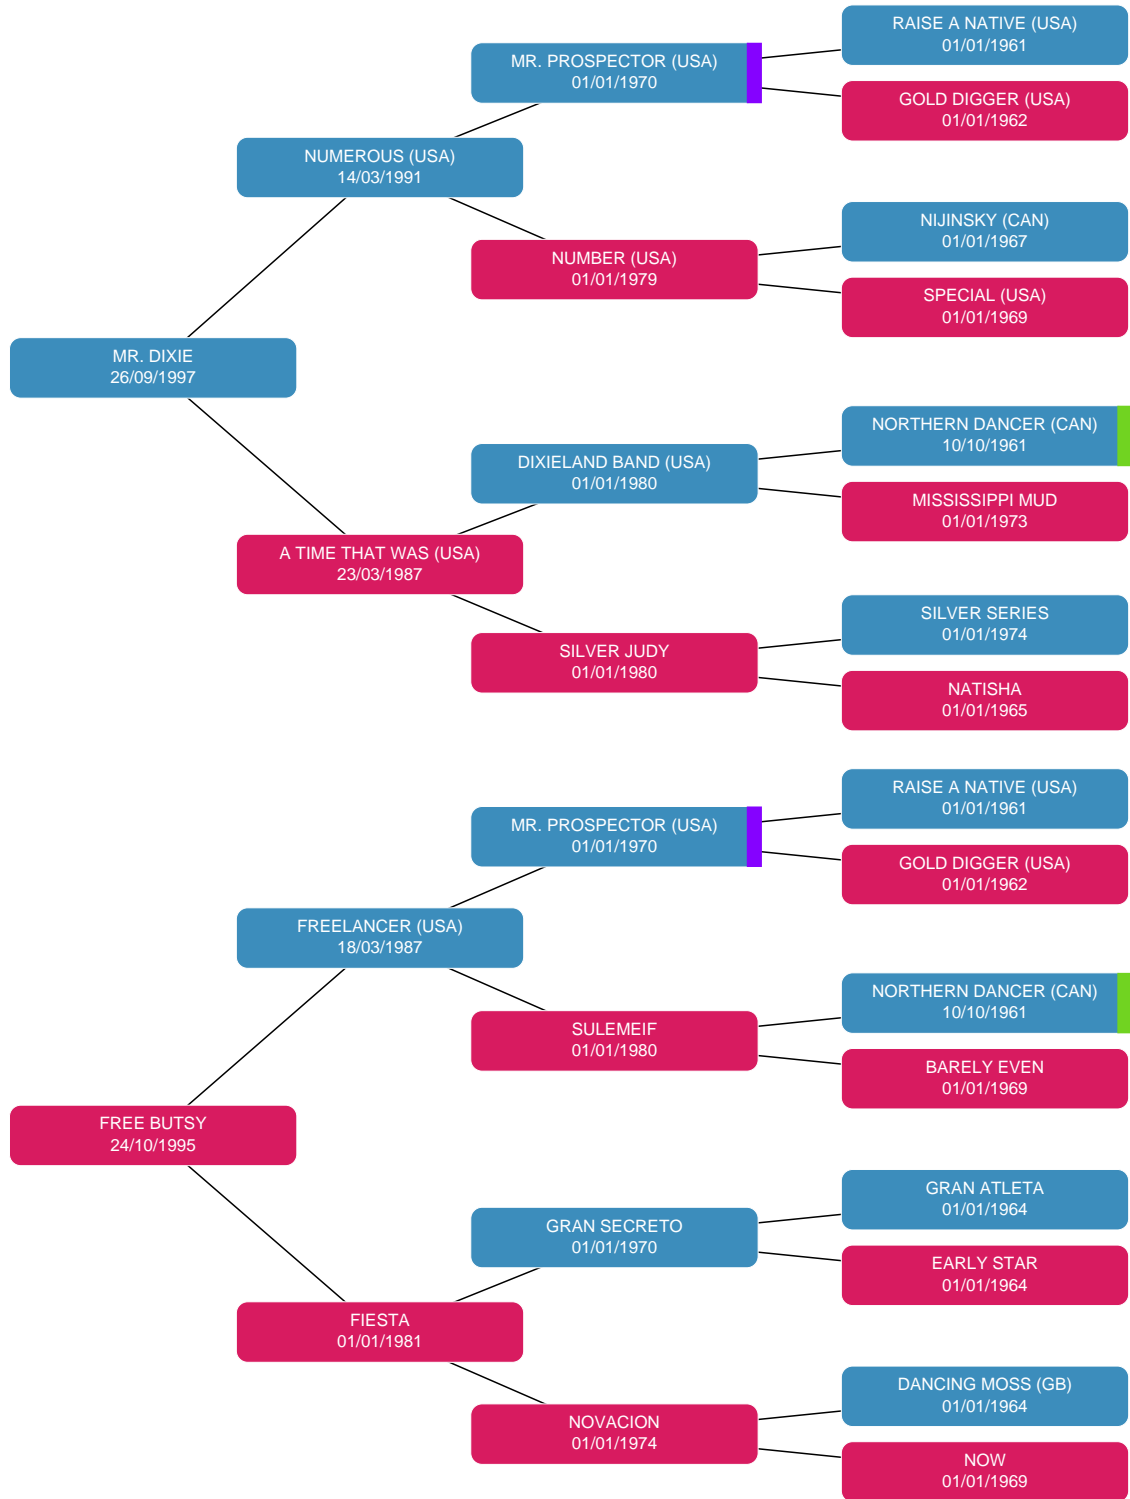 RAISE A NATIVE (USA)
01/01/1961
MR. PROSPECTOR (USA)
01/01/1970
GOLD DIGGER (USA)
01/01/1962
NUMEROUS (USA)
14/03/1991
NIJINSKY (CAN)
01/01/1967
NUMBER (USA)
01/01/1979
SPECIAL (USA)
01/01/1969
MR. DIXIE
26/09/1997
NORTHERN DANCER (CAN)
10/10/1961
DIXIELAND BAND (USA)
01/01/1980
MISSISSIPPI MUD
01/01/1973
A TIME THAT WAS (USA)
23/03/1987
SILVER SERIES
01/01/1974
SILVER JUDY
01/01/1980
NATISHA
01/01/1965
RAISE A NATIVE (USA)
01/01/1961
MR. PROSPECTOR (USA)
01/01/1970
GOLD DIGGER (USA)
01/01/1962
FREELANCER (USA)
18/03/1987
NORTHERN DANCER (CAN)
10/10/1961
SULEMEIF
01/01/1980
BARELY EVEN
01/01/1969
FREE BUTSY
24/10/1995
GRAN ATLETA
01/01/1964
GRAN SECRETO
01/01/1970
EARLY STAR
01/01/1964
FIESTA
01/01/1981
DANCING MOSS (GB)
01/01/1964
NOVACION
01/01/1974
NOW
01/01/1969